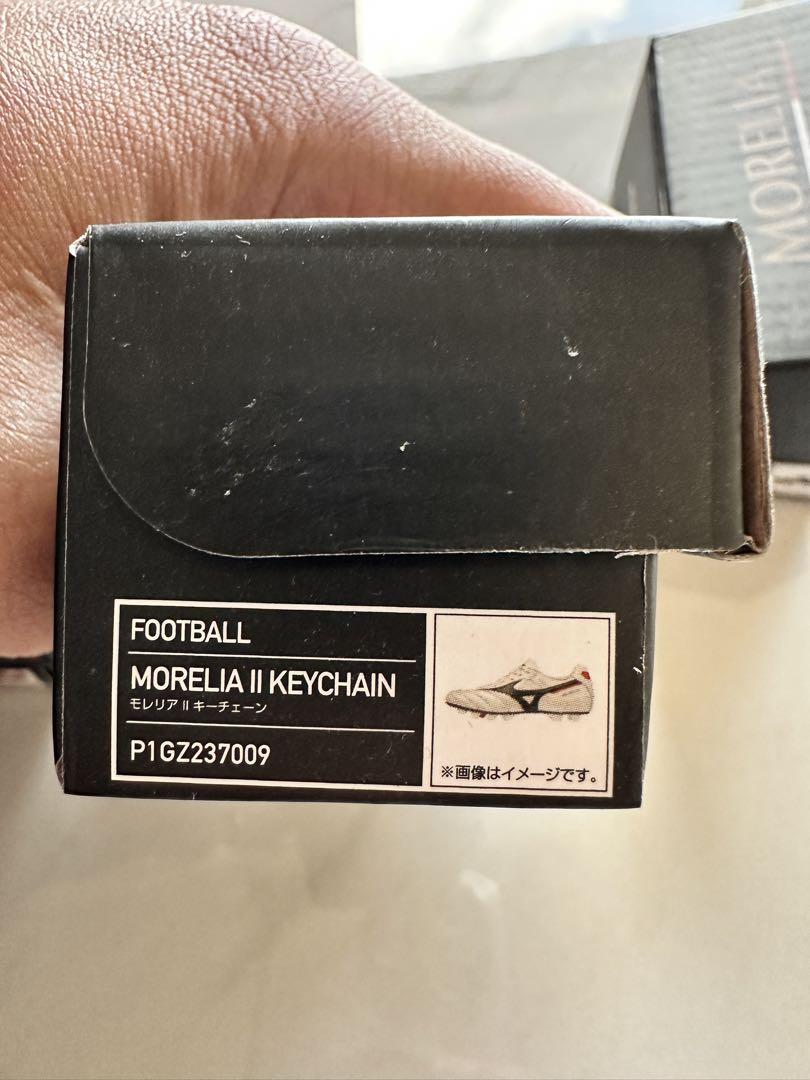 FOOTBALL
MORELIA II KEYCHAIN
モレリア II キーチェーン
P1GZ237009
※画像はイメージです。
MORELIA